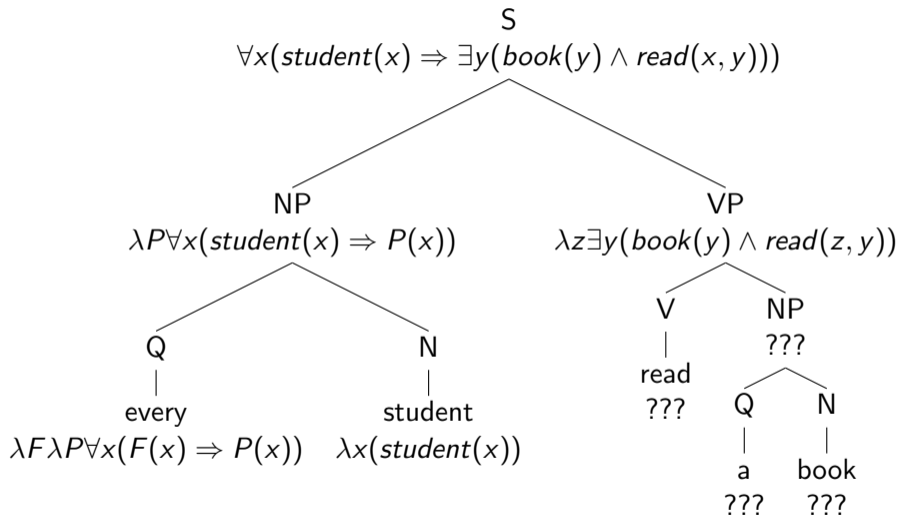 S
∀x(student(x) ⇒ ∃y(book(y) ∧ read(x, y)))
NP VP
λP∀x(student(x) ⇒ P(x)) λz∃y(book(y) ∧ read(z, y))
V NP
Q N ???
read
every student ??? Q N
λFλP∀x(F(x) ⇒ P(x)) λx(student(x))
a book
??? ???